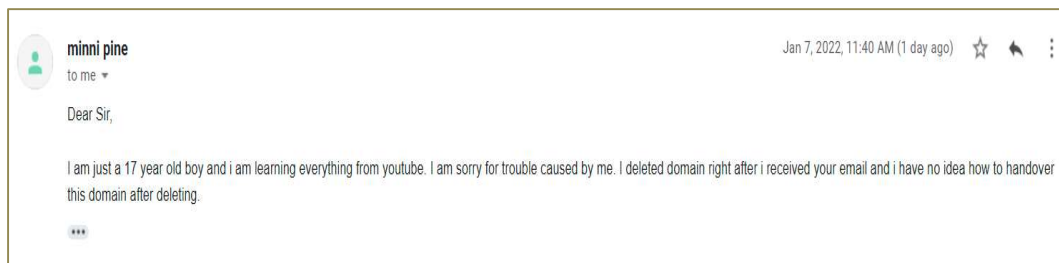 minni pine
Jan 7, 2022, 11:40 AM (1 day ago)
to me
Dear Sir,
I am just a 17 year old boy and i am learning everything from youtube. I am sorry for trouble caused by me. I deleted domain right after i received your email and i have no idea how to handover
this domain after deleting.